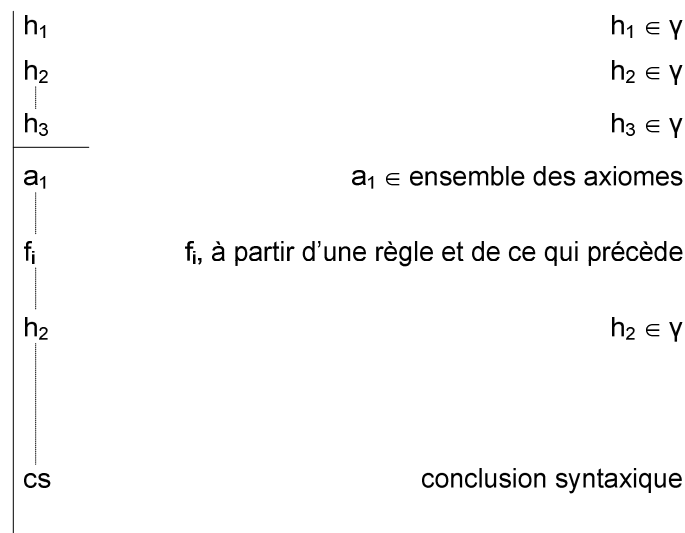 h₁ h₁ ∈ γ
h₂ h₂ ∈ γ
h₃ h₃ ∈ γ
a₁ a₁ ∈ ensemble des axiomes
fᵢ fᵢ, à partir d’une règle et de ce qui précède
h₂ h₂ ∈ γ
cs conclusion syntaxique